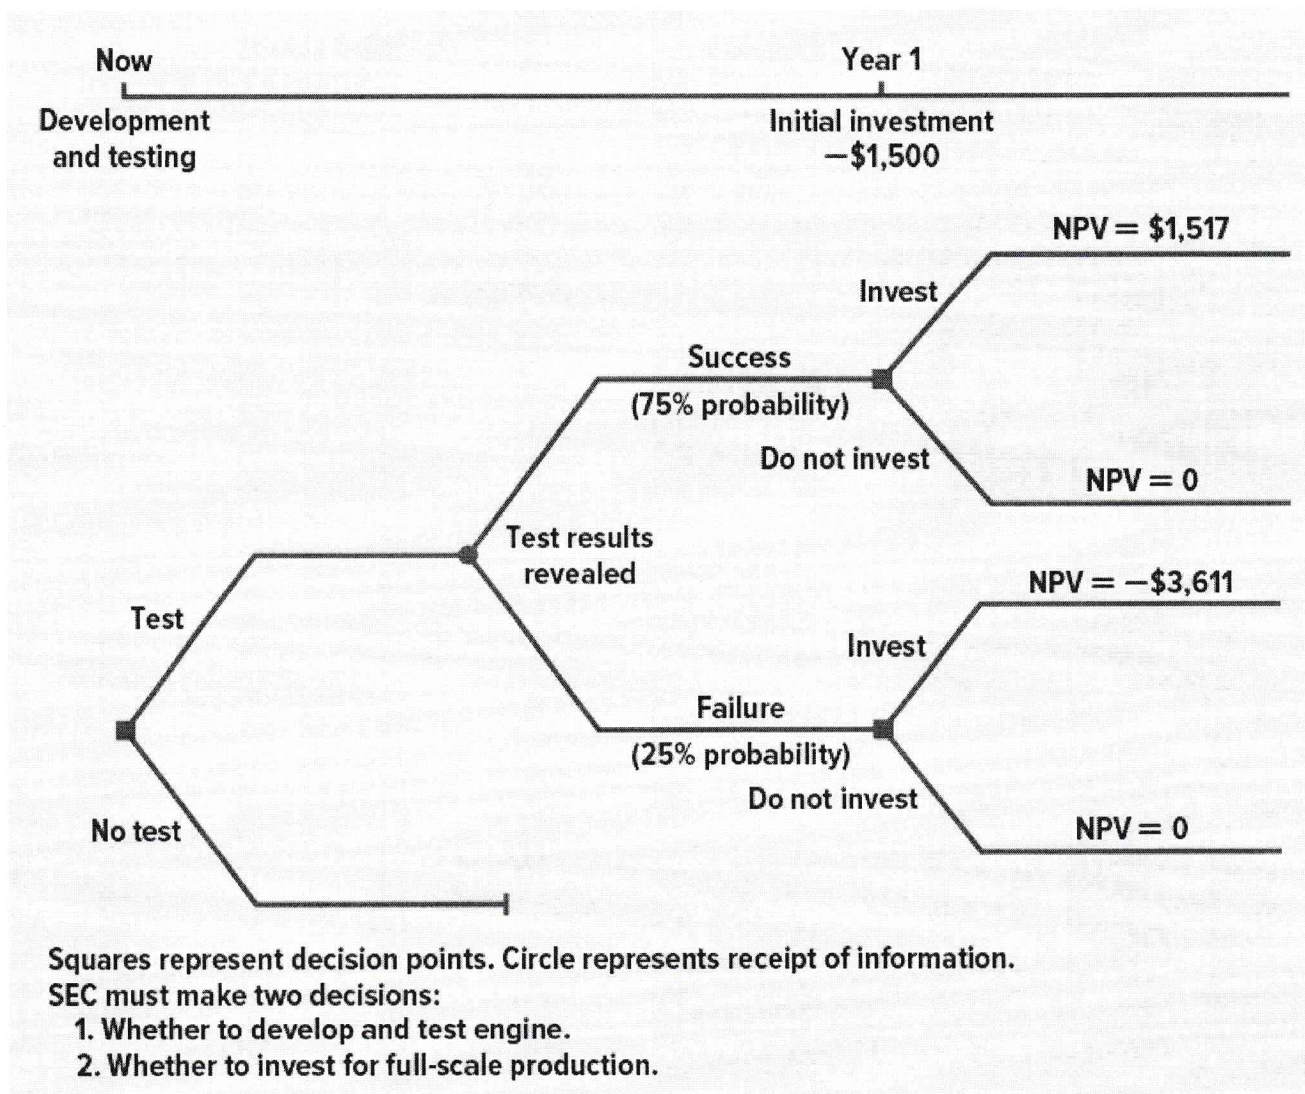 Now
Year 1
Development
and testing
Initial investment
—$1,500
NPV = $1,517
Invest
Success
(75% probability)
Do not invest
NPV = 0
Test results
revealed
NPV = —$3,611
Test
Invest
Failure
(25% probability)
Do not invest
No test
NPV = 0
Squares represent decision points. Circle represents receipt of information.
SEC must make two decisions:
1. Whether to develop and test engine.
2. Whether to invest for full-scale production.